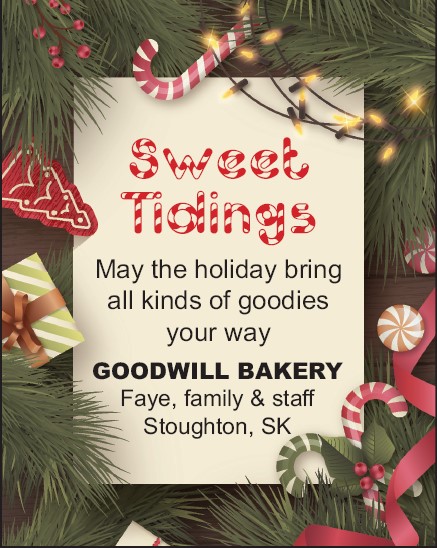 Sweet
Tidings
May the holiday bring
all kinds of goodies
your way
GOODWILL BAKERY
Faye, family & staff
Stoughton, SK